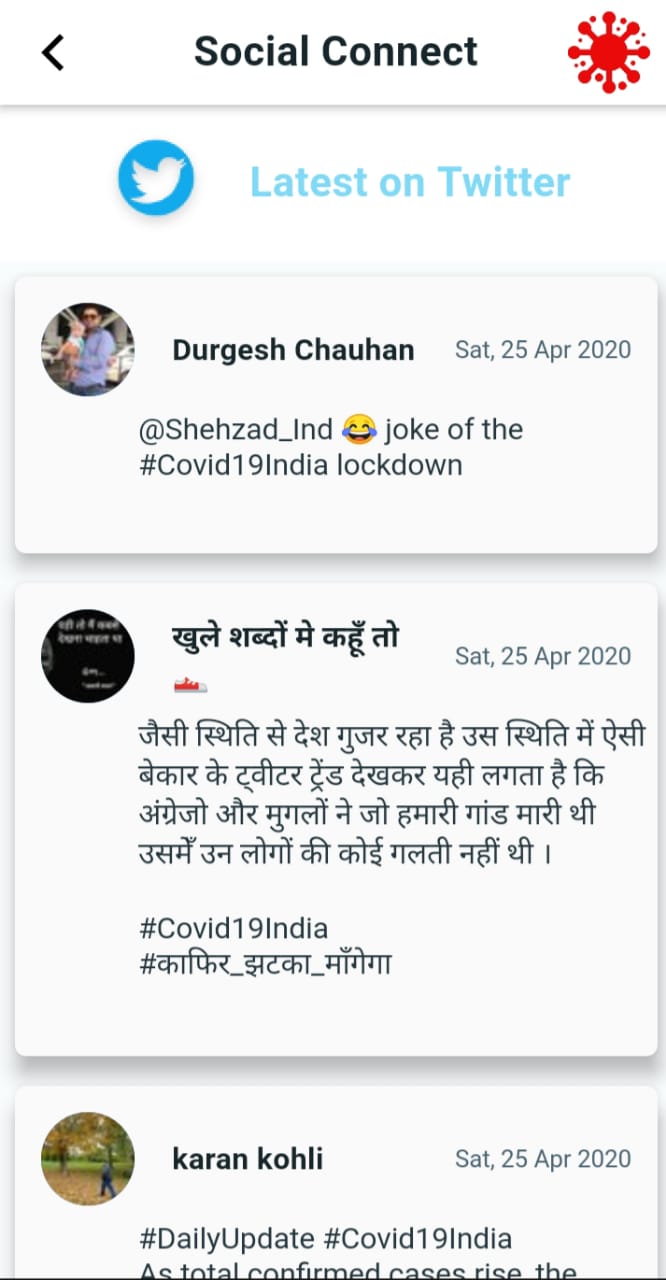 Social Connect
Latest on Twitter
Durgesh Chauhan
Sat, 25 Apr 2020
@Shehzad_Ind 😂 joke of the
#Covid19India lockdown
खुले शब्दों मे कहूँ तो
👟
Sat, 25 Apr 2020
जैसी स्थिति से देश गुजर रहा है उस स्थिति में ऐसी
बेकार के ट्वीटर ट्रेंड देखकर यही लगता है कि
अंग्रेजो और मुगलों ने जो हमारी गांड मारी थी
उसमेँ उन लोगों की कोई गलती नहीं थी ।
#Covid19India
#काफिर_झटका_माँगेगा
karan kohli
Sat, 25 Apr 2020
#DailyUpdate #Covid19India
As total confirmed cases rise, the